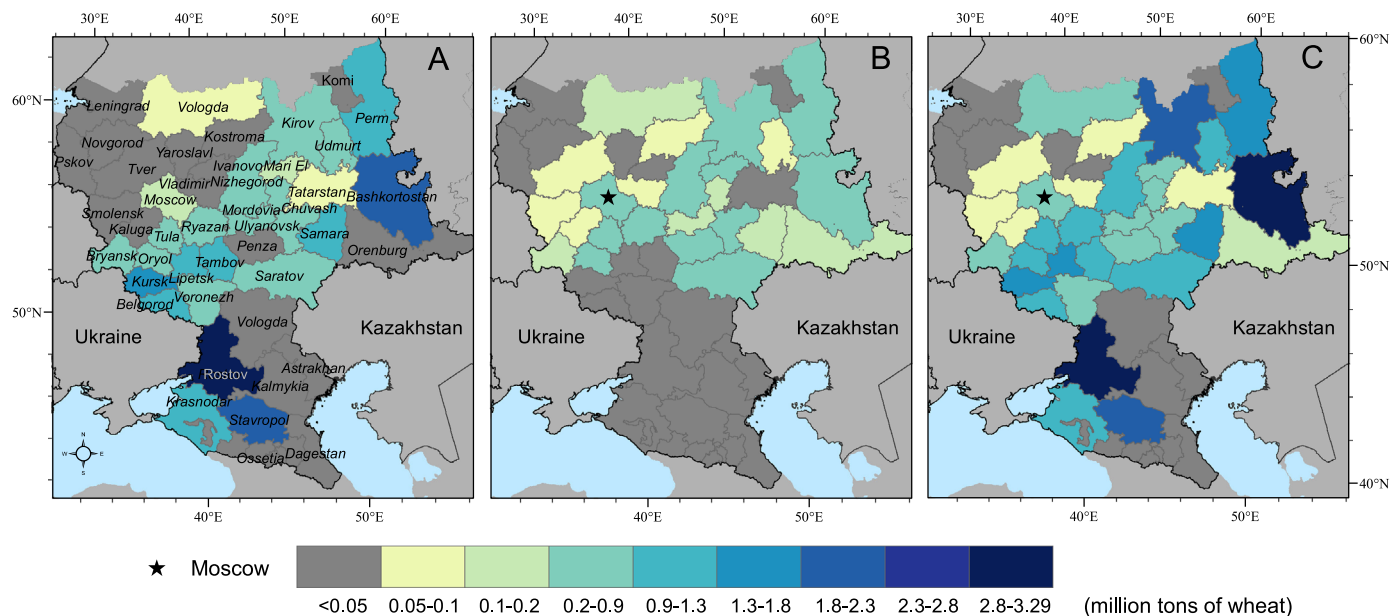 30°E 40°E 50°E 60°E 30°E 40°E 50°E 60°E 30°E 40°E 50°E 60°E
A B C
60°N
60°N
50°N
50°N
40°N
Komi
Leningrad
Vologda
Perm
Kirov
Kostroma
Novgorod
Udmurt
Yaroslavl
Pskov
Ivanovo Mari El
Tver
Vladimir Nizhegorod
Tatarstan
Bashkortostan
Moscow
Smolensk
Mordovia Chuvash
Kaluga
Ryazan
Ulyanovsk
Samara
Tula
Penza
Orenburg
Bryansk Oryol
Tambov
Saratov
Kursk Lipetsk
Voronezh
Belgorod
Vologda
Ukraine
Kazakhstan
Rostov
Astrakhan
Kalmykia
Krasnodar
Stavropol
Ossetia Dagestan
N
W E
S
Ukraine
Kazakhstan
Ukraine
Kazakhstan
40°E 50°E 40°E 50°E 40°E 50°E
★ Moscow
<0.05 0.05-0.1 0.1-0.2 0.2-0.9 0.9-1.3 1.3-1.8 1.8-2.3 2.3-2.8 2.8-3.29 (million tons of wheat)